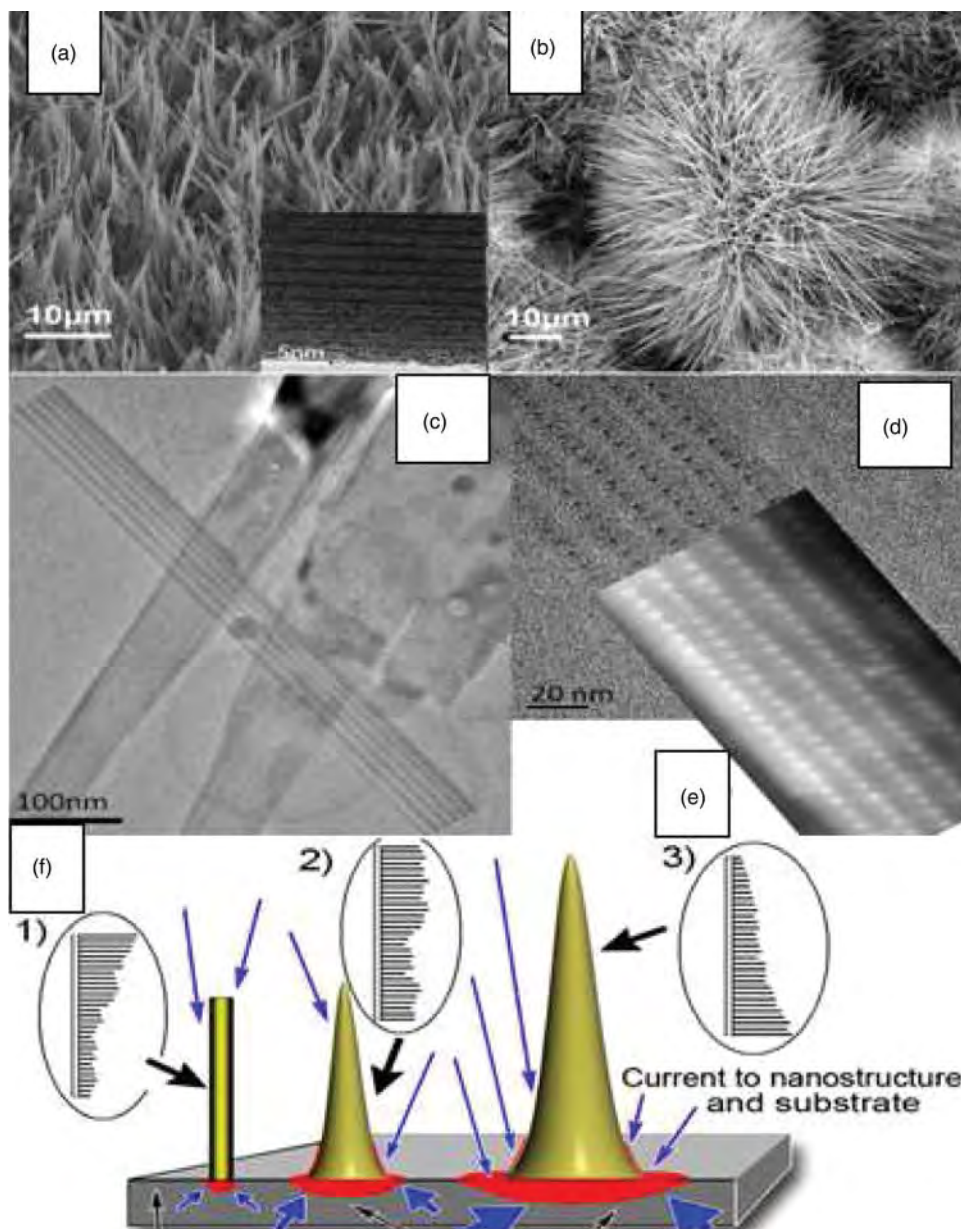 (a)
(b)
10µm
5nm
10µm
(c)
(d)
100nm
20 nm
(e)
(f)
1)
2)
3)
Current to nanostructure
and substrate